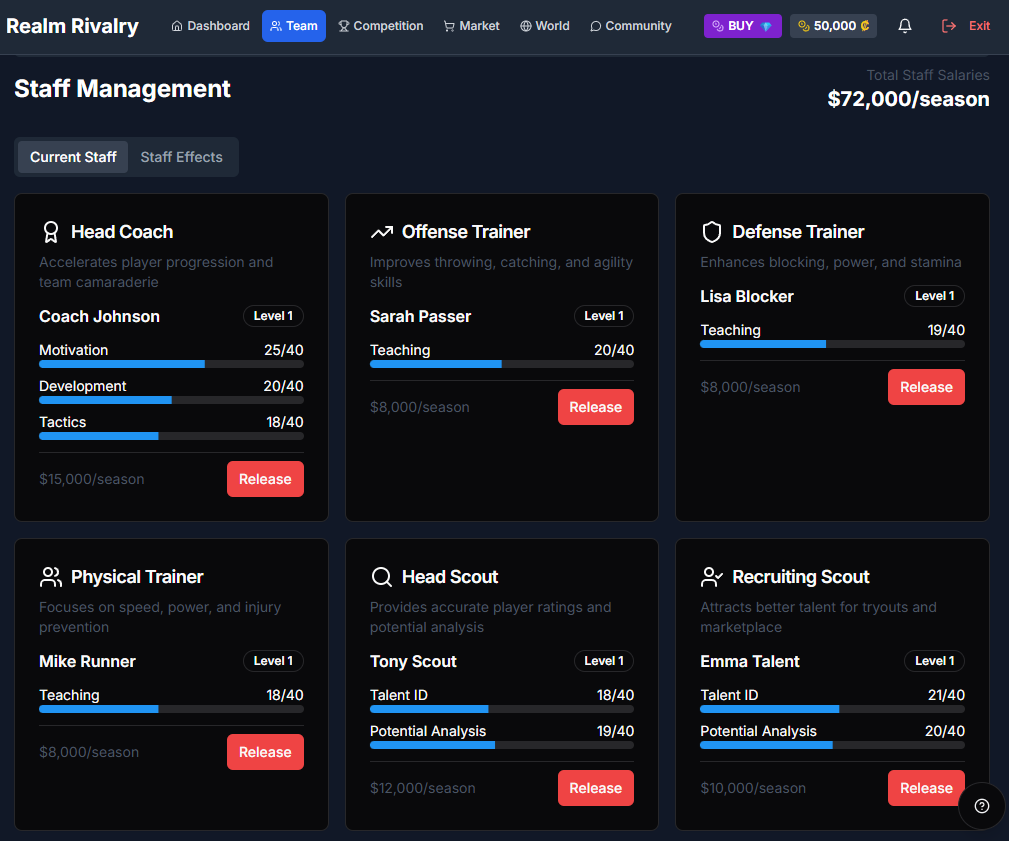 Realm Rivalry
Dashboard
Team
Competition
Market
World
Community
BUY
50,000 ₡
Exit
Staff Management
Total Staff Salaries
$72,000/season
Current Staff
Staff Effects
Head Coach
Accelerates player progression and
team camaraderie
Coach Johnson
Level 1
Motivation 25/40
Development 20/40
Tactics 18/40
$15,000/season
Release
Offense Trainer
Improves throwing, catching, and agility
skills
Sarah Passer
Level 1
Teaching 20/40
$8,000/season
Release
Defense Trainer
Enhances blocking, power, and stamina
Lisa Blocker
Level 1
Teaching 19/40
$8,000/season
Release
Physical Trainer
Focuses on speed, power, and injury
prevention
Mike Runner
Level 1
Teaching 18/40
$8,000/season
Release
Head Scout
Provides accurate player ratings and
potential analysis
Tony Scout
Level 1
Talent ID 18/40
Potential Analysis 19/40
$12,000/season
Release
Recruiting Scout
Attracts better talent for tryouts and
marketplace
Emma Talent
Level 1
Talent ID 21/40
Potential Analysis 20/40
$10,000/season
Release